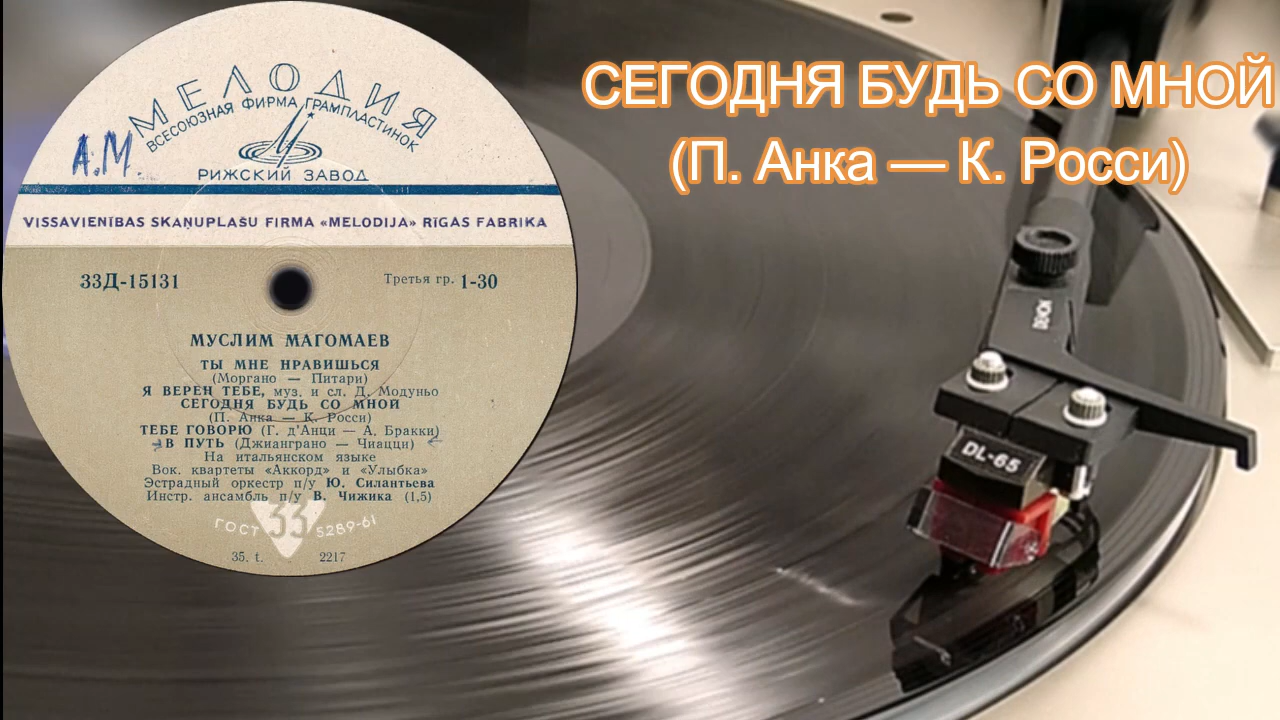 СЕГОДНЯ БУДЬ СО МНОЙ
(П. Анка — К. Росси)
А.М.
МЕЛОДИЯ
ВСЕСОЮЗНАЯ ФИРМА ГРАМПЛАСТИНОК
РИЖСКИЙ ЗАВОД
VISSAVIENĪBAS SKAŅUPLAŠU FIRMA «MELODIJA» RĪGAS FABRIKA
33Д-15131
Третья гр. 1-30
МУСЛИМ МАГОМАЕВ
ТЫ МНЕ НРАВИШЬСЯ
(Моргано — Питари)
Я ВЕРЕН ТЕБЕ, муз. и сл. Д. Модуньо
СЕГОДНЯ БУДЬ СО МНОЙ
(П. Анка — К. Росси)
ТЕБЕ ГОВОРЮ (Г. д'Анци — А. Бракки)
В ПУТЬ (Джианграно — Чиацци)
На итальянском языке
Вок. квартеты «Аккорд» и «Улыбка»
Эстрадный оркестр п/у Ю. Силантьева
Инстр. ансамбль п/у В. Чижика (1,5)
ГОСТ 33 5289-61
35. t. 2217
DENON
DL-65